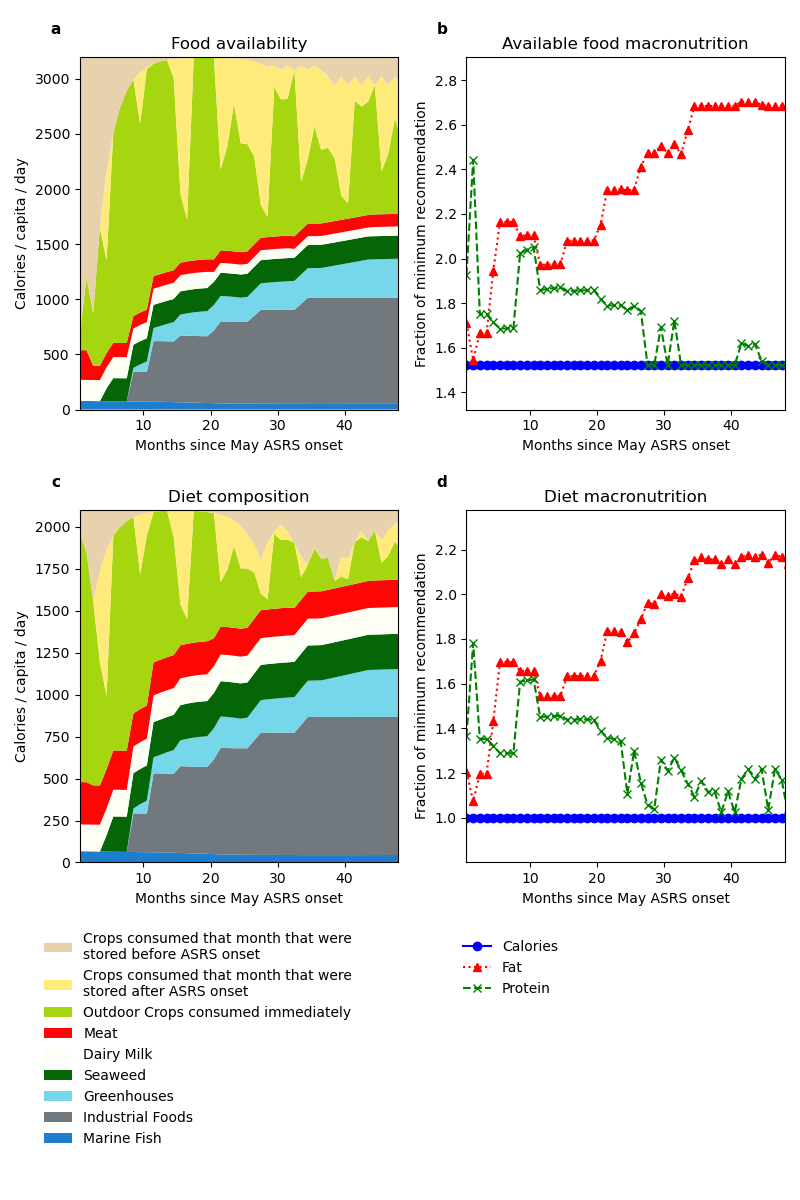 a
Food availability
Calories / capita / day
3000
2500
2000
1500
1000
500
0
10
20
30
40
Months since May ASRS onset
b
Available food macronutrition
Fraction of minimum recommendation
2.8
2.6
2.4
2.2
2.0
1.8
1.6
1.4
10
20
30
40
Months since May ASRS onset
c
Diet composition
Calories / capita / day
2000
1750
1500
1250
1000
750
500
250
0
10
20
30
40
Months since May ASRS onset
d
Diet macronutrition
Fraction of minimum recommendation
2.2
2.0
1.8
1.6
1.4
1.2
1.0
10
20
30
40
Months since May ASRS onset
Crops consumed that month that were
stored before ASRS onset
Crops consumed that month that were
stored after ASRS onset
Outdoor Crops consumed immediately
Meat
Dairy Milk
Seaweed
Greenhouses
Industrial Foods
Marine Fish
Calories
Fat
Protein